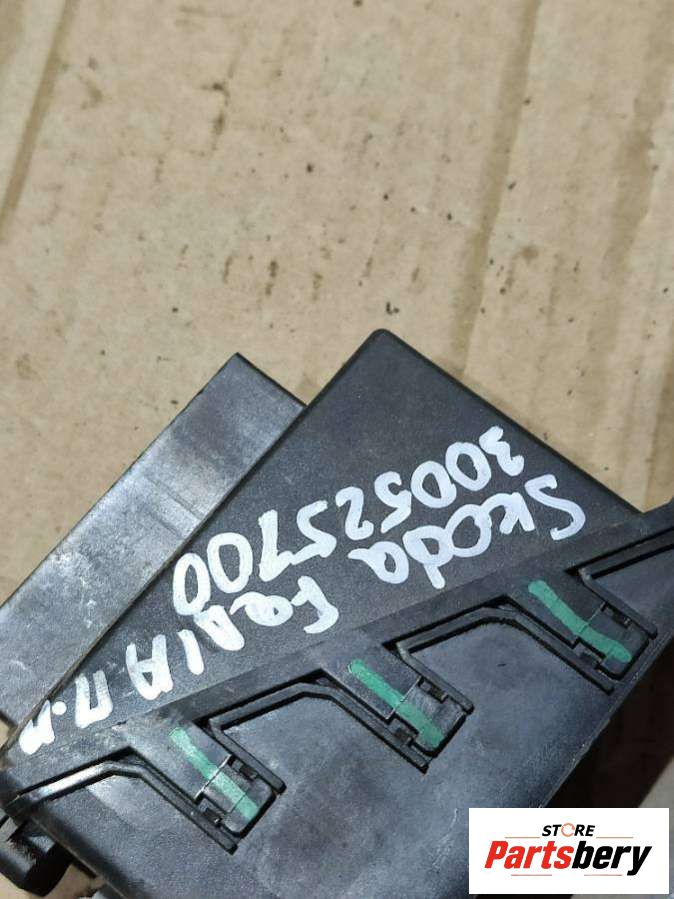 Skoda Fabia п.п
300525700
STORE
Partsbery